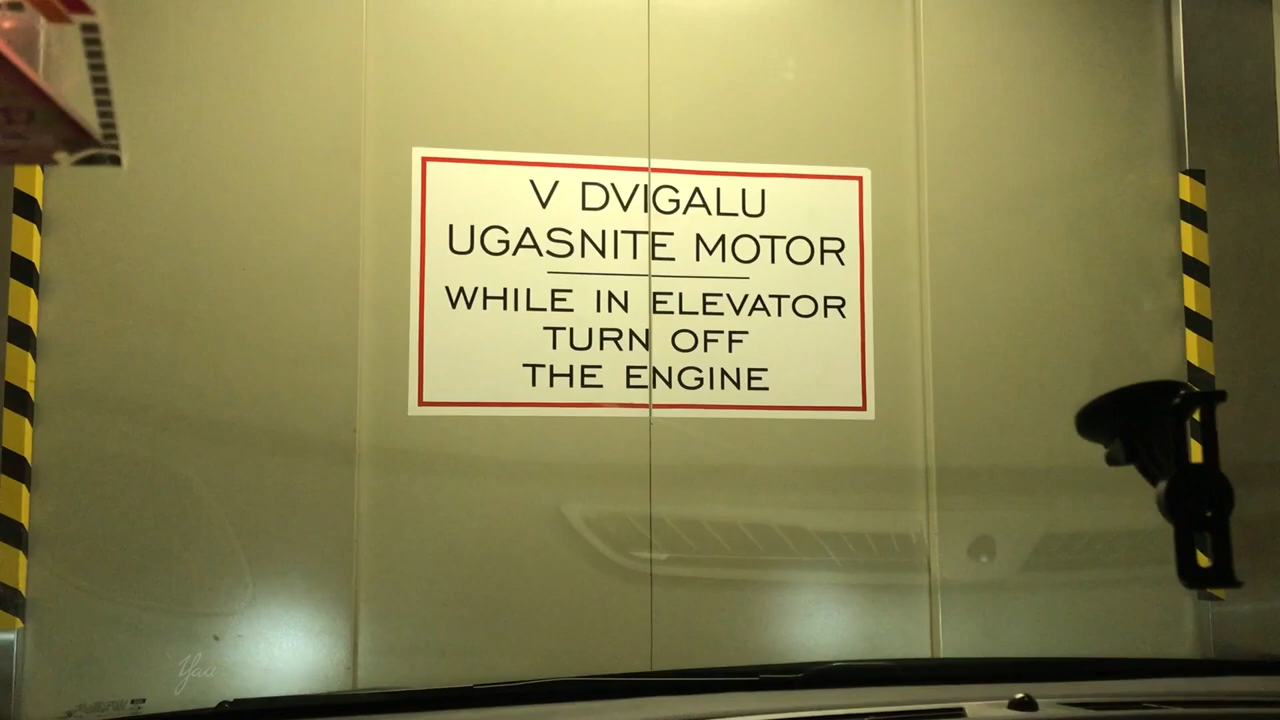 V DVIGALU
UGASNITE MOTOR
WHILE IN ELEVATOR
TURN OFF
THE ENGINE